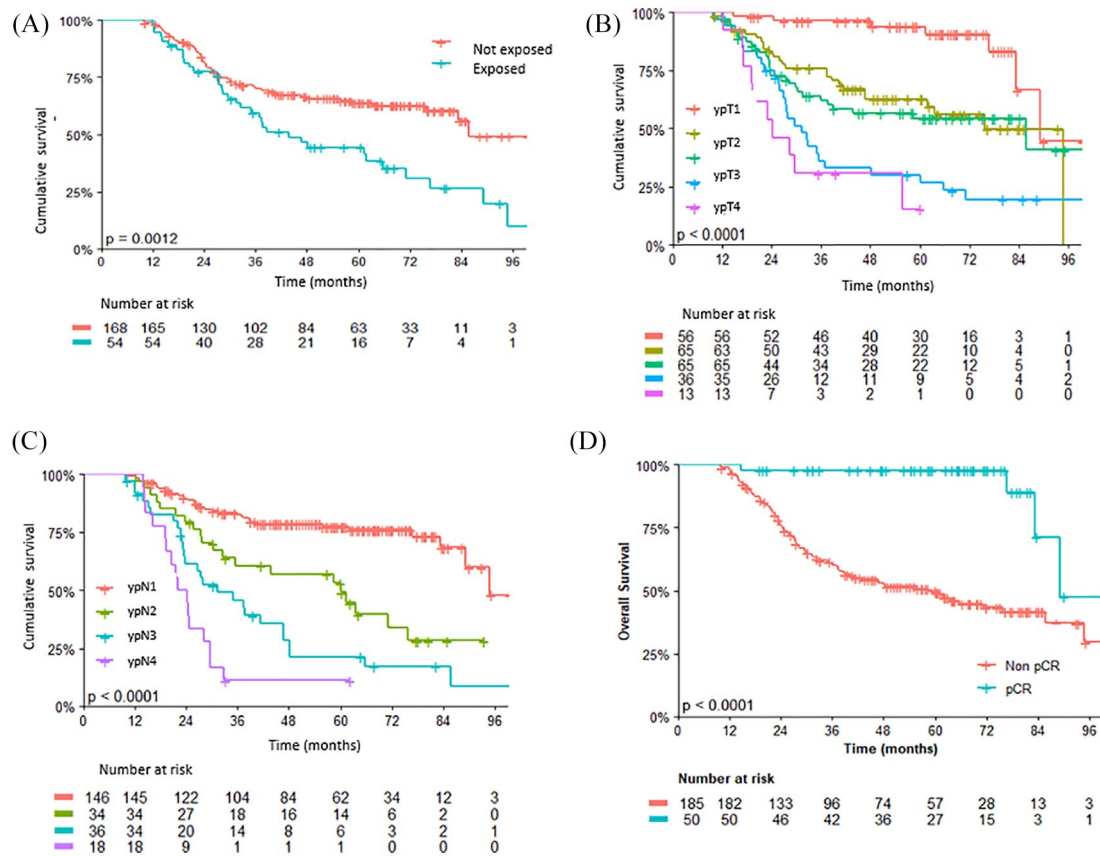 (A)
100%
75%
50%
25%
0%
Cumulative survival
Not exposed
Exposed
p = 0.0012
0 12 24 36 48 60 72 84 96
Time (months)
Number at risk
168 165 130 102 84 63 33 11 3
54 54 40 28 21 16 7 4 1
(B)
100%
75%
50%
25%
0%
Cumulative survival
ypT1
ypT2
ypT3
ypT3
ypT4
p < 0.0001
0 12 24 36 48 60 72 84 96
Time (months)
Number at risk
56 56 52 46 40 30 16 3 1
65 63 50 43 29 22 10 4 0
65 65 44 34 28 22 12 5 1
36 35 26 12 11 9 5 4 2
13 13 7 3 2 1 0 0 0
(C)
100%
75%
50%
25%
0%
Cumulative survival
ypN1
ypN2
ypN3
ypN4
p < 0.0001
0 12 24 36 48 60 72 84 96
Time (months)
Number at risk
146 145 122 104 84 62 34 12 3
34 34 27 18 16 14 6 2 0
36 34 20 14 8 6 3 2 1
18 18 9 1 1 1 0 0 0
(D)
100%
75%
50%
25%
0%
Overall Survival
Non pCR
pCR
p < 0.0001
0 12 24 36 48 60 72 84 96
Time (months)
Number at risk
185 182 133 96 74 57 28 13 3
50 50 46 42 36 27 15 3 1